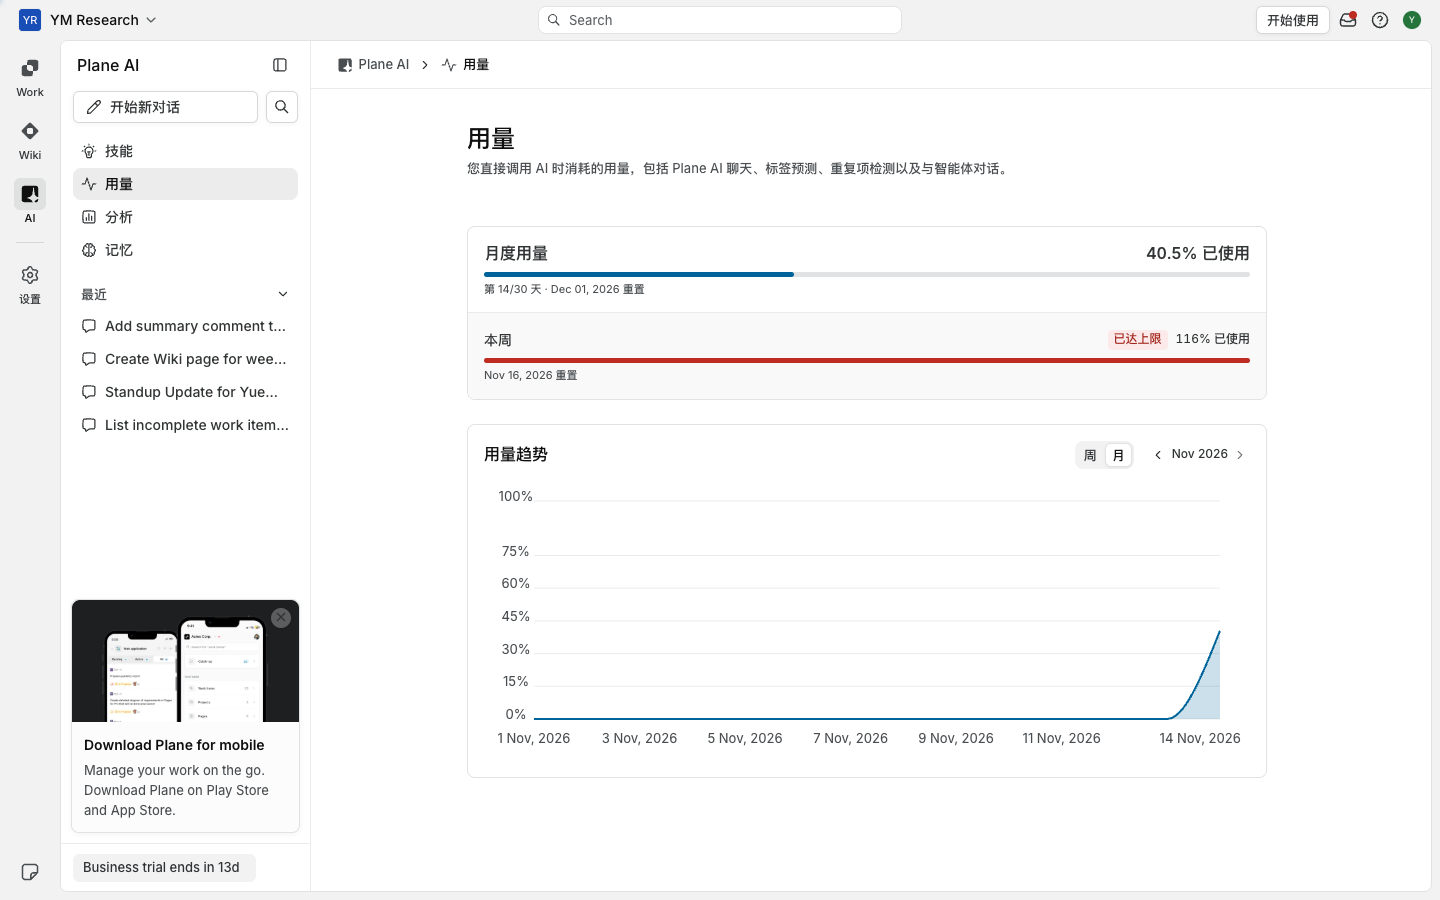 YR YM Research
Search
开始使用
Y
Work
Wiki
AI
设置
Plane AI
开始新对话
技能
用量
分析
记忆
最近
Add summary comment t...
Create Wiki page for wee...
Standup Update for Yue...
List incomplete work item...
Download Plane for mobile
Manage your work on the go.
Download Plane on Play Store
and App Store.
Business trial ends in 13d
Plane AI
用量
用量
您直接调用 AI 时消耗的用量，包括 Plane AI 聊天、标签预测、重复项检测以及与智能体对话。
月度用量
40.5% 已使用
第 14/30 天 · Dec 01, 2026 重置
本周
已达上限
116% 已使用
Nov 16, 2026 重置
用量趋势
周
月
Nov 2026
100%
75%
60%
45%
30%
15%
0%
1 Nov, 2026
3 Nov, 2026
5 Nov, 2026
7 Nov, 2026
9 Nov, 2026
11 Nov, 2026
14 Nov, 2026